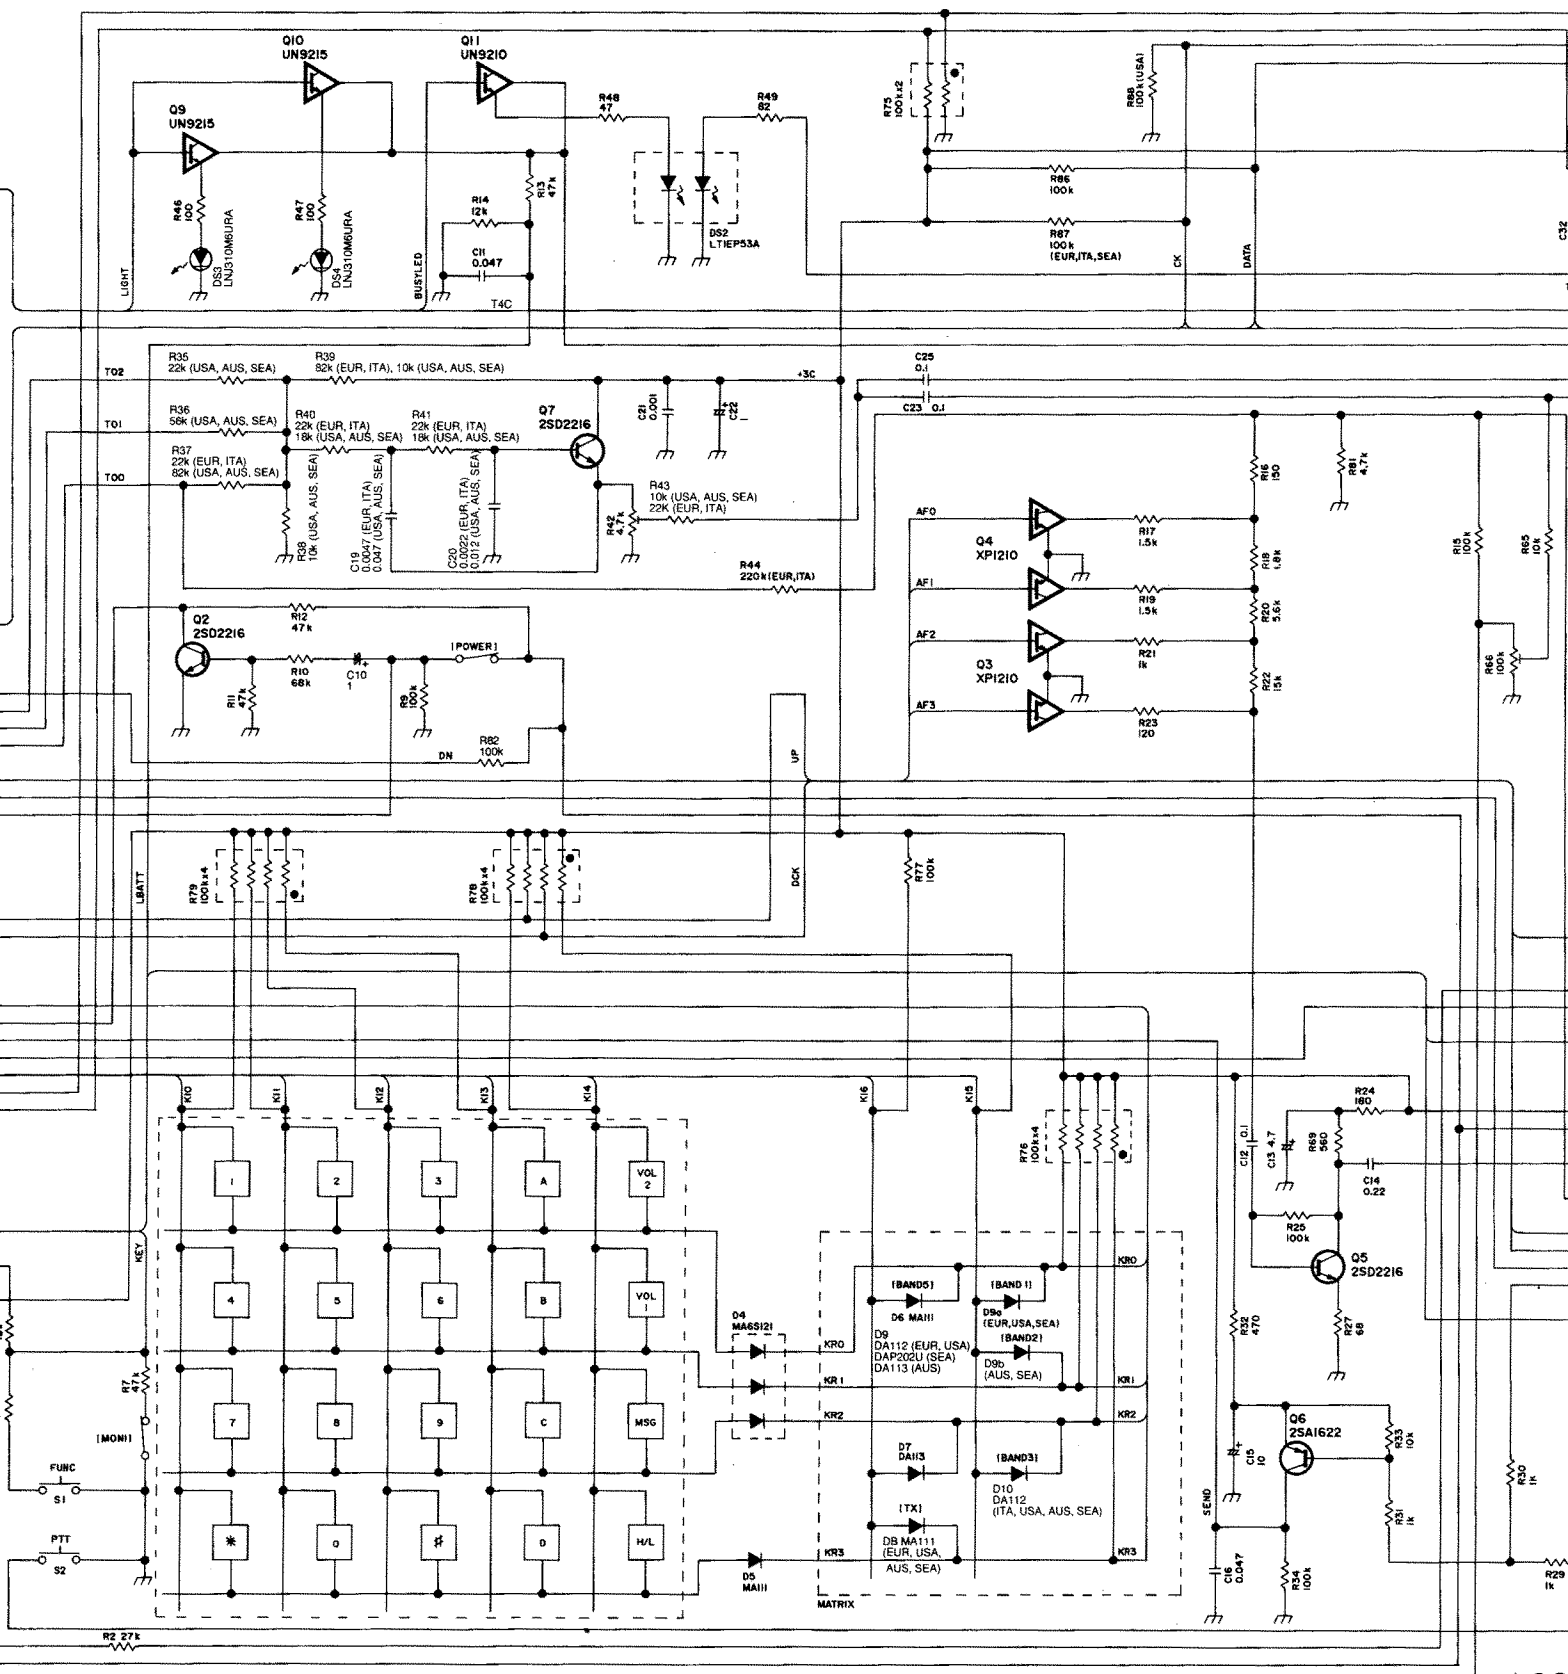 Q10
UN9215
Q11
UN9210
Q9
UN9215
R48
47
R49
82
R75
100kx2
R88
100k(USA)
R46
100
DS3
LNJ310M6URA
R47
100
DS4
LNJ310M6URA
R14
12k
R13
47k
C11
0.047
DS2
LT1EP53A
R86
100k
R87
100k
(EUR,ITA,SEA)
CK
DATA
C32
LIGHT
BUSYLED
T4C
T02
R35
22k (USA, AUS, SEA)
R39
82k (EUR, ITA), 10k (USA, AUS, SEA)
+3C
C25
0.1
C23 0.1
T01
R36
56k (USA, AUS, SEA)
R40
22k (EUR, ITA)
18k (USA, AUS, SEA)
R41
22k (EUR, ITA)
18k (USA, AUS, SEA)
Q7
2SD2216
C21
0.001
C22
T00
R37
22k (EUR, ITA)
82k (USA, AUS, SEA)
R38
10k (USA, AUS, SEA)
C19
0.0047 (EUR, ITA)
0.047 (USA, AUS, SEA)
C20
0.0022 (EUR, ITA)
0.012 (USA, AUS, SEA)
R42
4.7k
R43
10k (USA, AUS, SEA)
22K (EUR, ITA)
R44
220k(EUR,ITA)
R16
150
R81
4.7k
AF0
Q4
XP1210
R17
1.5k
R18
1.8k
AF1
R19
1.5k
R20
5.6k
AF2
Q3
XP1210
R21
1k
R22
15k
AF3
R23
120
R15
100k
R65
10k
R66
100k
Q2
2SD2216
R12
47k
R10
68k
C10
1
[POWER]
R11
47k
R9
100k
DN
R82
100k
UP
DCK
LBATT
R79
100kx4
R78
100kx4
R77
100k
KI0
KI1
KI2
KI3
KI4
KI6
KI5
R76
100kx4
C12 0.1
C13 4.7
R24
180
R69
560
C14
0.22
R25
100k
Q5
2SD2216
R27
68
1
2
3
A
VOL
2
4
5
6
B
VOL
1
7
8
9
C
MSG
*
0
#
D
H/L
KEY
R7
47k
[MONI]
FUNC
S1
PTT
S2
R2 27k
D4
MA6S121
D5
MA111
KR0
KR1
KR2
KR3
[BAND5]
D6 MA111
[BAND1]
D9a
(EUR,USA,SEA)
[BAND2]
D9b
(AUS, SEA)
D9
DA112 (EUR, USA)
DAP202U (SEA)
DA113 (AUS)
KR0
KR1
KR2
KR3
D7
DA113
[BAND3]
D10
DA112
(ITA, USA, AUS, SEA)
[TX]
D8 MA111
(EUR, USA,
AUS, SEA)
MATRIX
R32
470
C15
10
Q6
2SA1622
R33
10k
R31
1k
R30
1k
SEND
C16
0.047
R34
100k
R29
1k